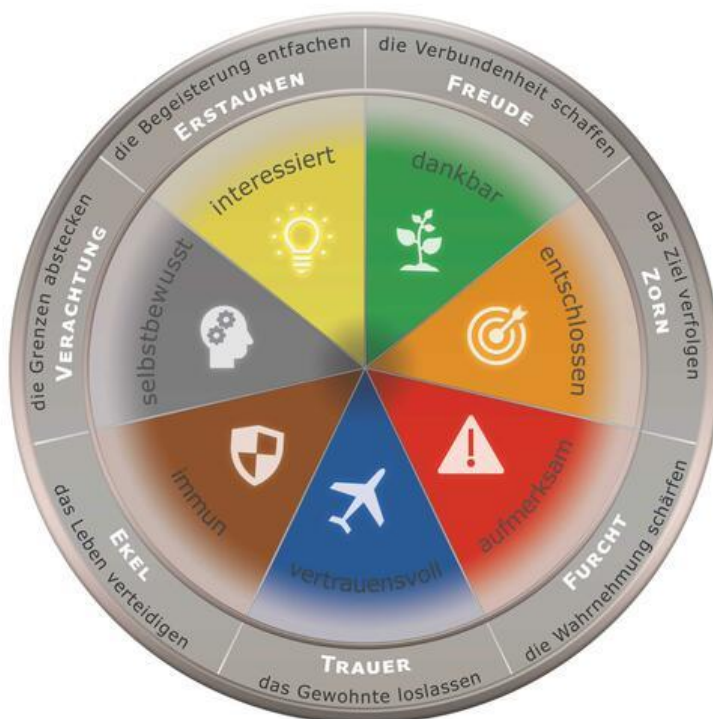 die Begeisterung entfachen
ERSTAUNEN
interessiert
die Verbundenheit schaffen
FREUDE
dankbar
das Ziel verfolgen
ZORN
entschlossen
die Wahrnehmung schärfen
FURCHT
aufmerksam
vertrauensvoll
TRAUER
das Gewohnte loslassen
immun
EKEL
das Leben verteidigen
die Grenzen abstecken
VERACHTUNG
selbstbewusst